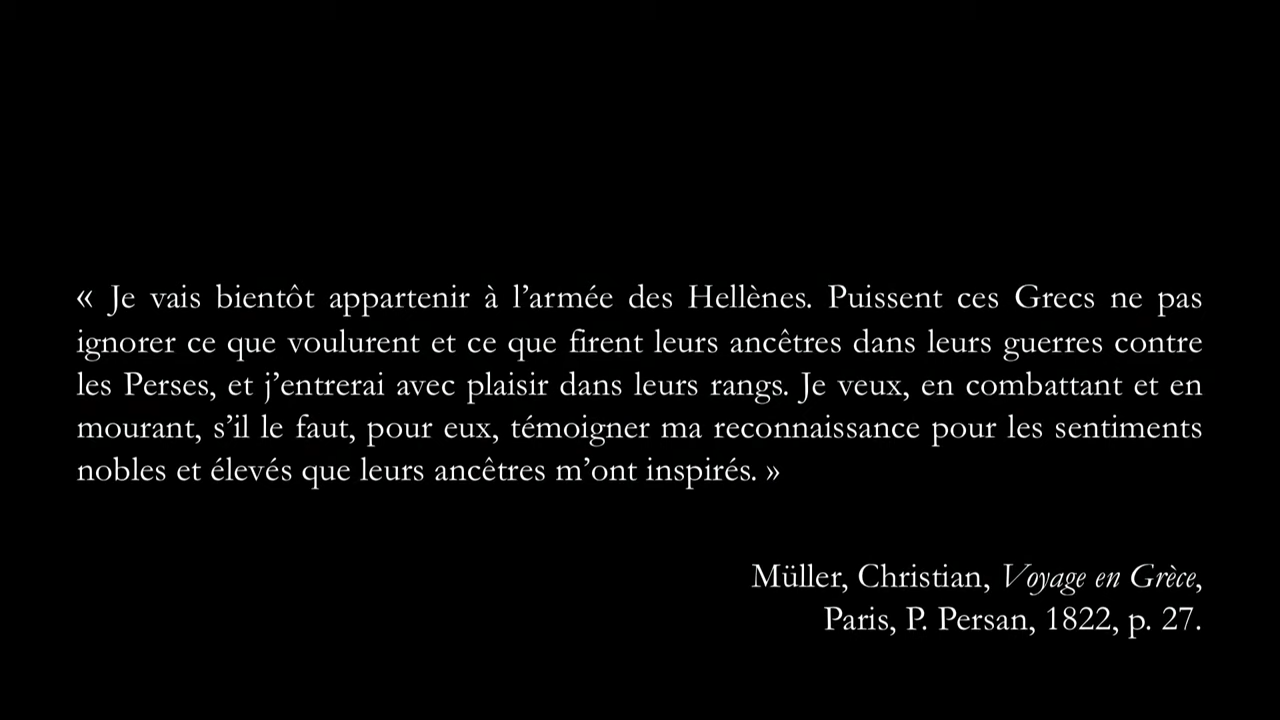 « Je vais bientôt appartenir à l’armée des Hellènes. Puissent ces Grecs ne pas
ignorer ce que voulurent et ce que firent leurs ancêtres dans leurs guerres contre
les Perses, et j’entrerai avec plaisir dans leurs rangs. Je veux, en combattant et en
mourant, s’il le faut, pour eux, témoigner ma reconnaissance pour les sentiments
nobles et élevés que leurs ancêtres m’ont inspirés. »
Müller, Christian, Voyage en Grèce,
Paris, P. Persan, 1822, p. 27.